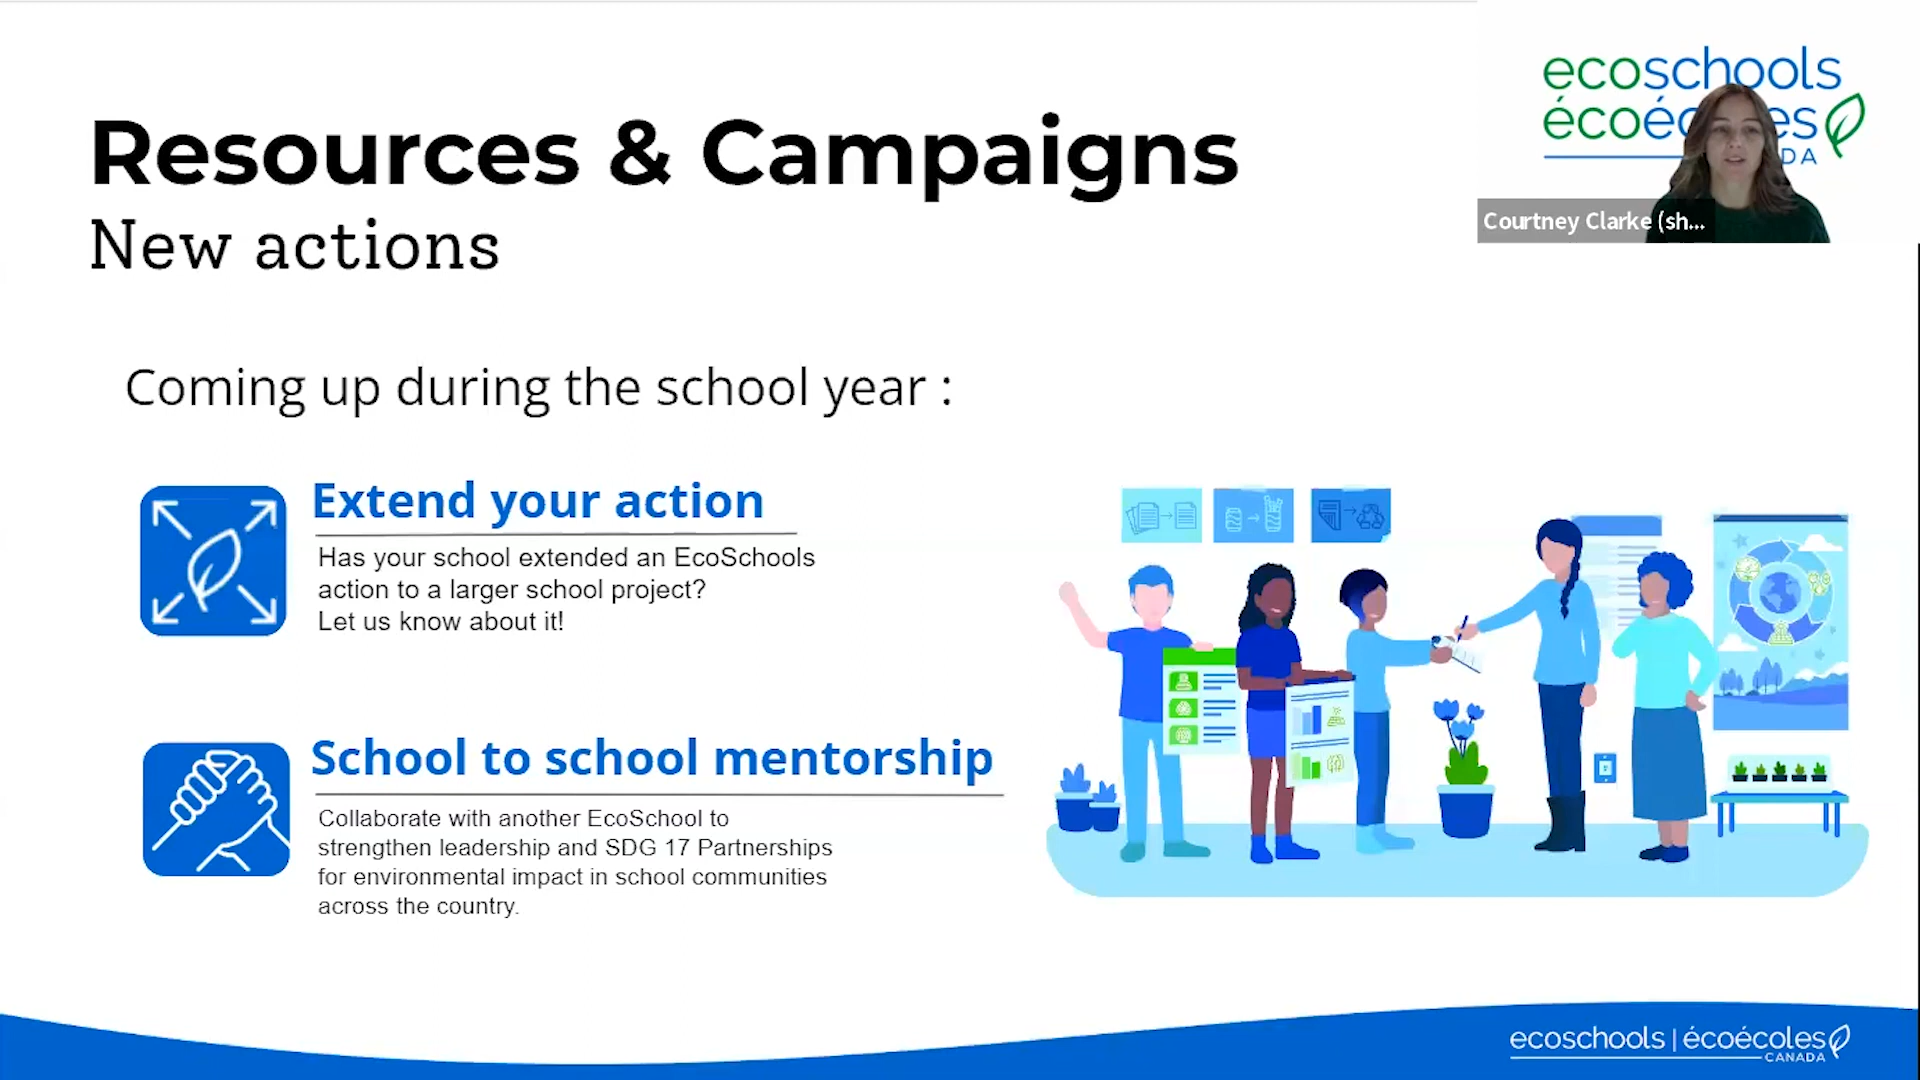 Resources & Campaigns
New actions
ecoschools
écoé es
DA
Courtney Clarke (sh...
Coming up during the school year :
Extend your action
Has your school extended an EcoSchools
action to a larger school project?
Let us know about it!
School to school mentorship
Collaborate with another EcoSchool to
strengthen leadership and SDG 17 Partnerships
for environmental impact in school communities
across the country.
ecoschools | écoécoles
CANADA